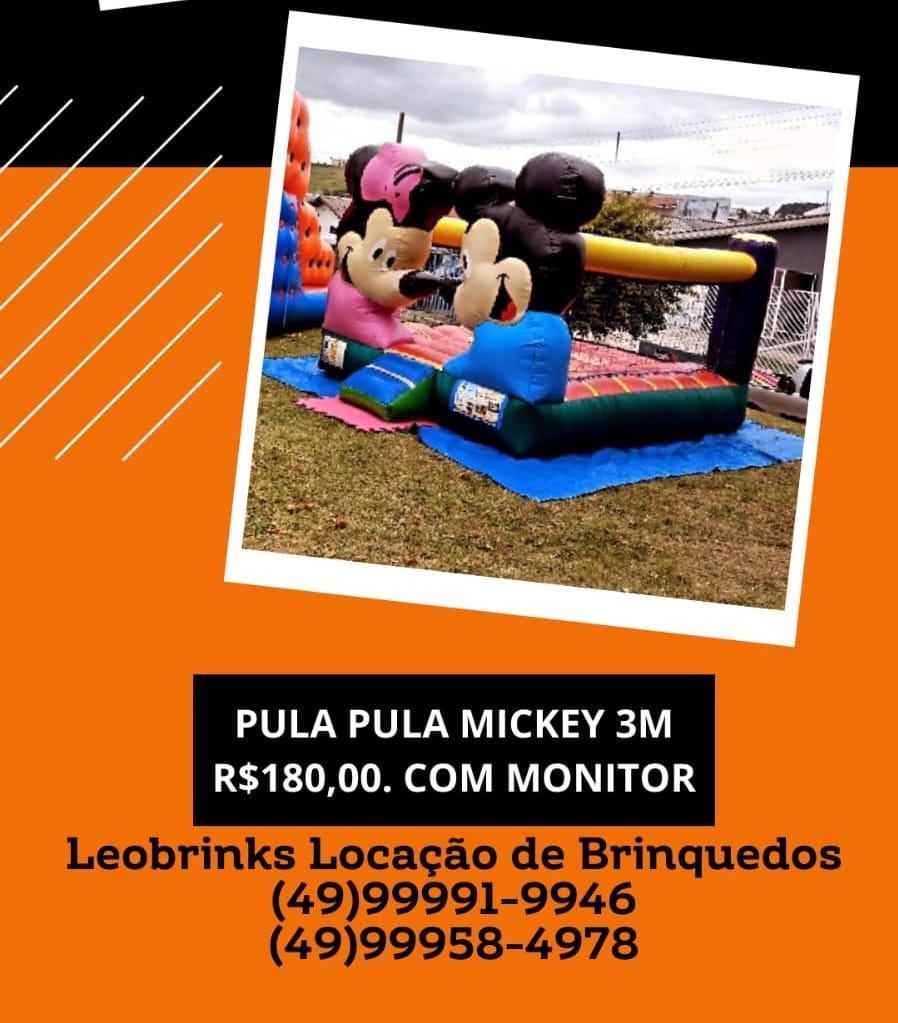 PULA PULA MICKEY 3M
R$180,00. COM MONITOR
Leobrinks Locação de Brinquedos
(49)99991-9946
(49)99958-4978